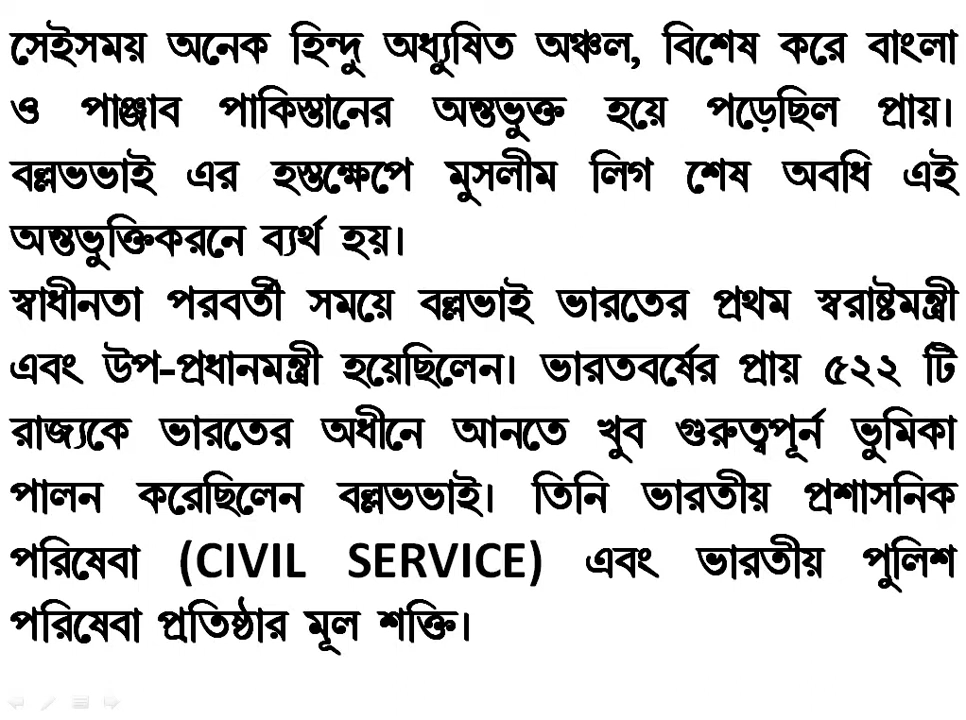 সেইসময় অনেক হিন্দু অধ্যুষিত অঞ্চল, বিশেষ করে বাংলা
ও পাঞ্জাব পাকিস্তানের অন্তভুক্ত হয়ে পড়েছিল প্রায়।
বল্লভভাই এর হস্তক্ষেপে মুসলীম লিগ শেষ অবধি এই
অন্তভুক্তিকরনে ব্যর্থ হয়।
স্বাধীনতা পরবর্তী সময়ে বল্লভাই ভারতের প্রথম স্বরাষ্টমন্ত্রী
এবং উপ-প্রধানমন্ত্রী হয়েছিলেন। ভারতবর্ষের প্রায় ৫২২ টি
রাজ্যকে ভারতের অধীনে আনতে খুব গুরুত্বপূর্ন ভুমিকা
পালন করেছিলেন বল্লভভাই। তিনি ভারতীয় প্রশাসনিক
পরিষেবা (CIVIL SERVICE) এবং ভারতীয় পুলিশ
পরিষেবা প্রতিষ্ঠার মূল শক্তি।